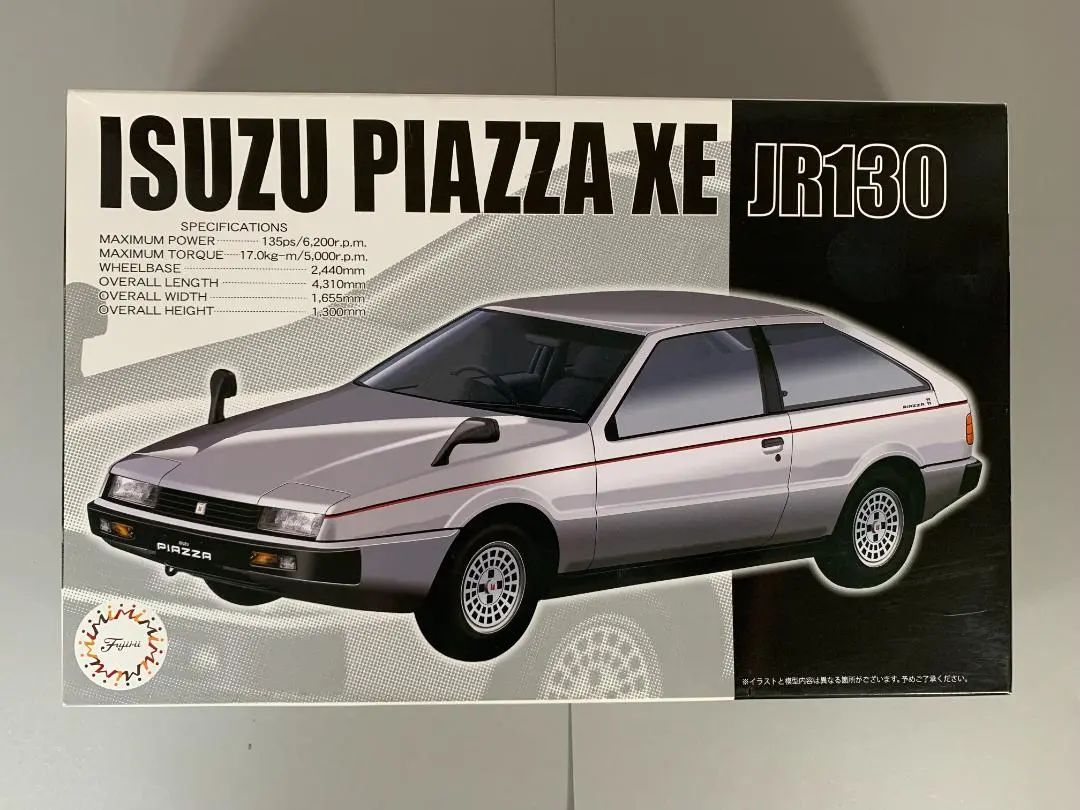 ISUZU PIAZZA XE JR130
SPECIFICATIONS
MAXIMUM POWER 135ps/6,200r.p.m.
MAXIMUM TORQUE 17.0kg-m/5,000r.p.m.
WHEELBASE 2,440mm
OVERALL LENGTH 4,310mm
OVERALL WIDTH 1,655mm
OVERALL HEIGHT 1,300mm
PIAZZA
ISUZU
PIAZZA
Fujimi
※イラストと模型内容は異なる箇所がございます。予めご了承ください。